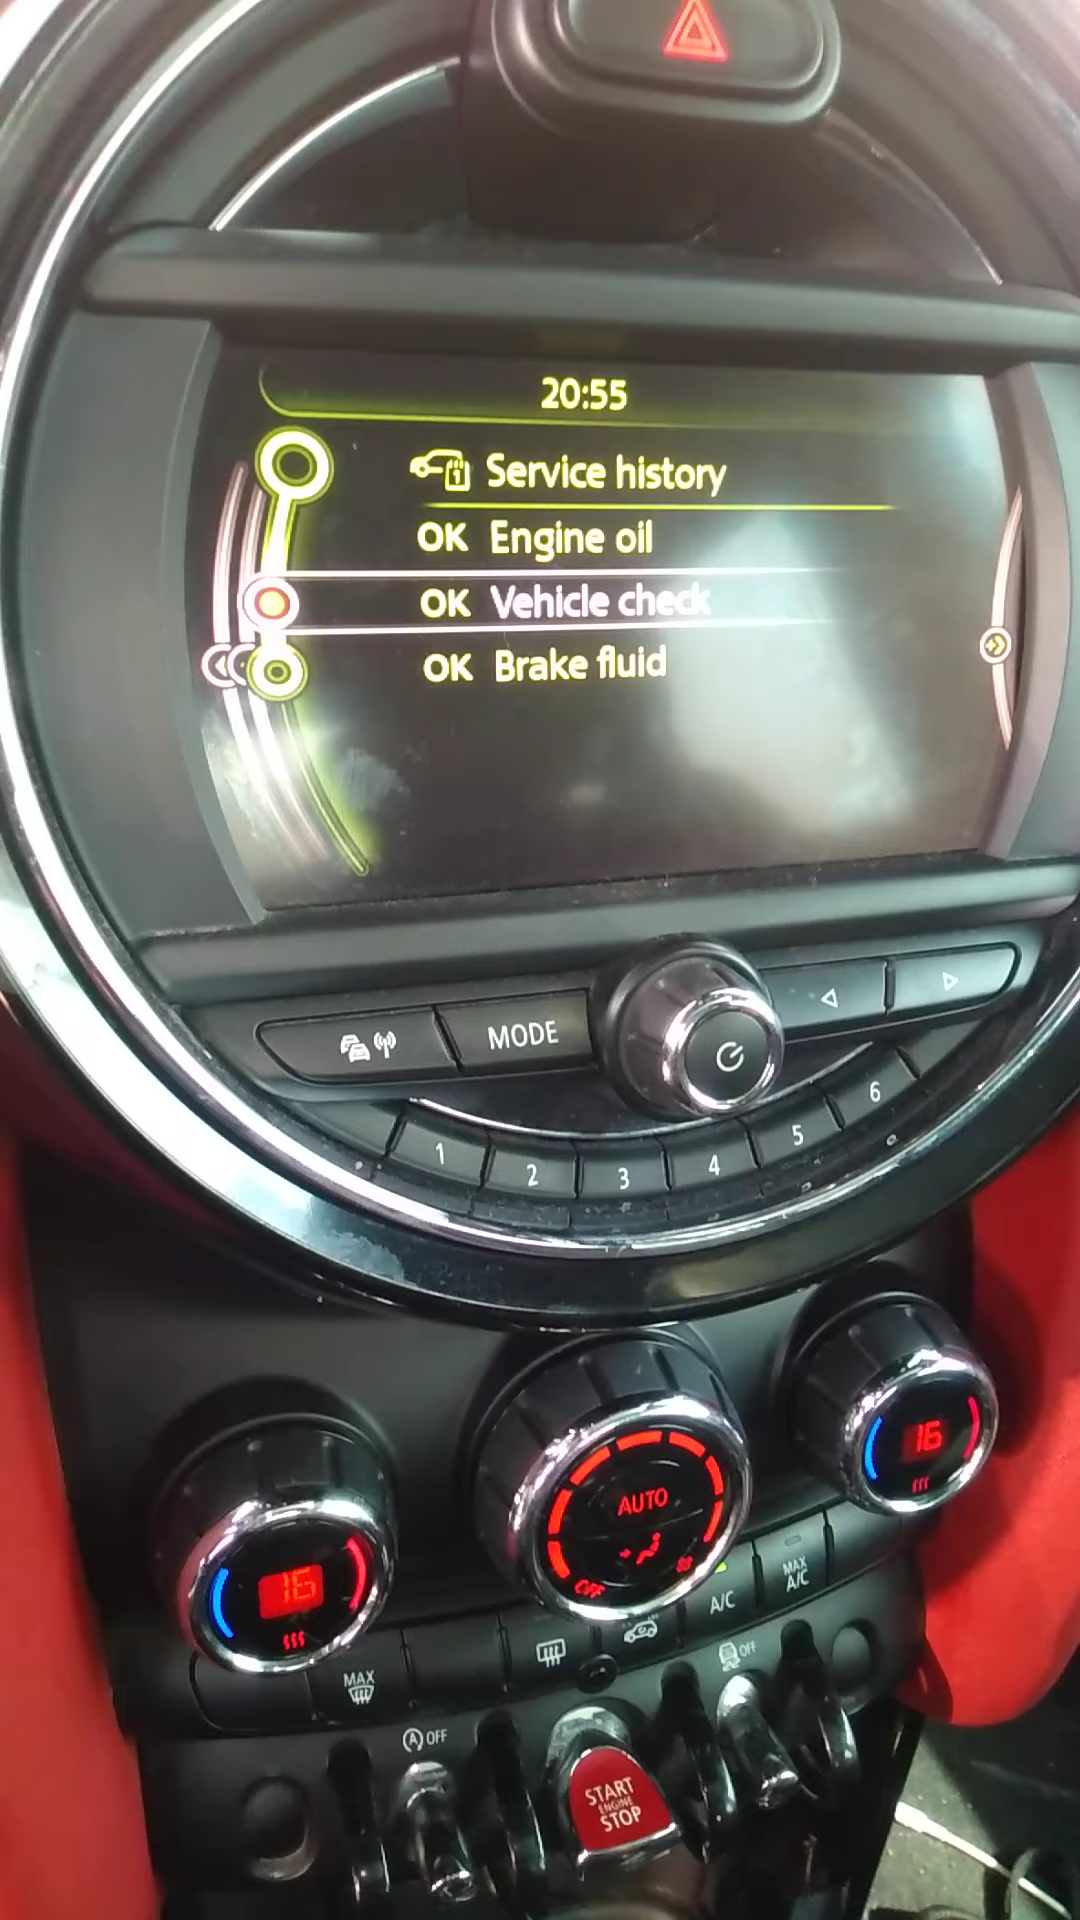 20:55
Service history
OK Engine oil
OK Vehicle check
OK Brake fluid
MODE
1 2 3 4 5 6
16
AUTO
OFF
16
A/C
MAX A/C
MAX
OFF
OFF
START
ENGINE
STOP